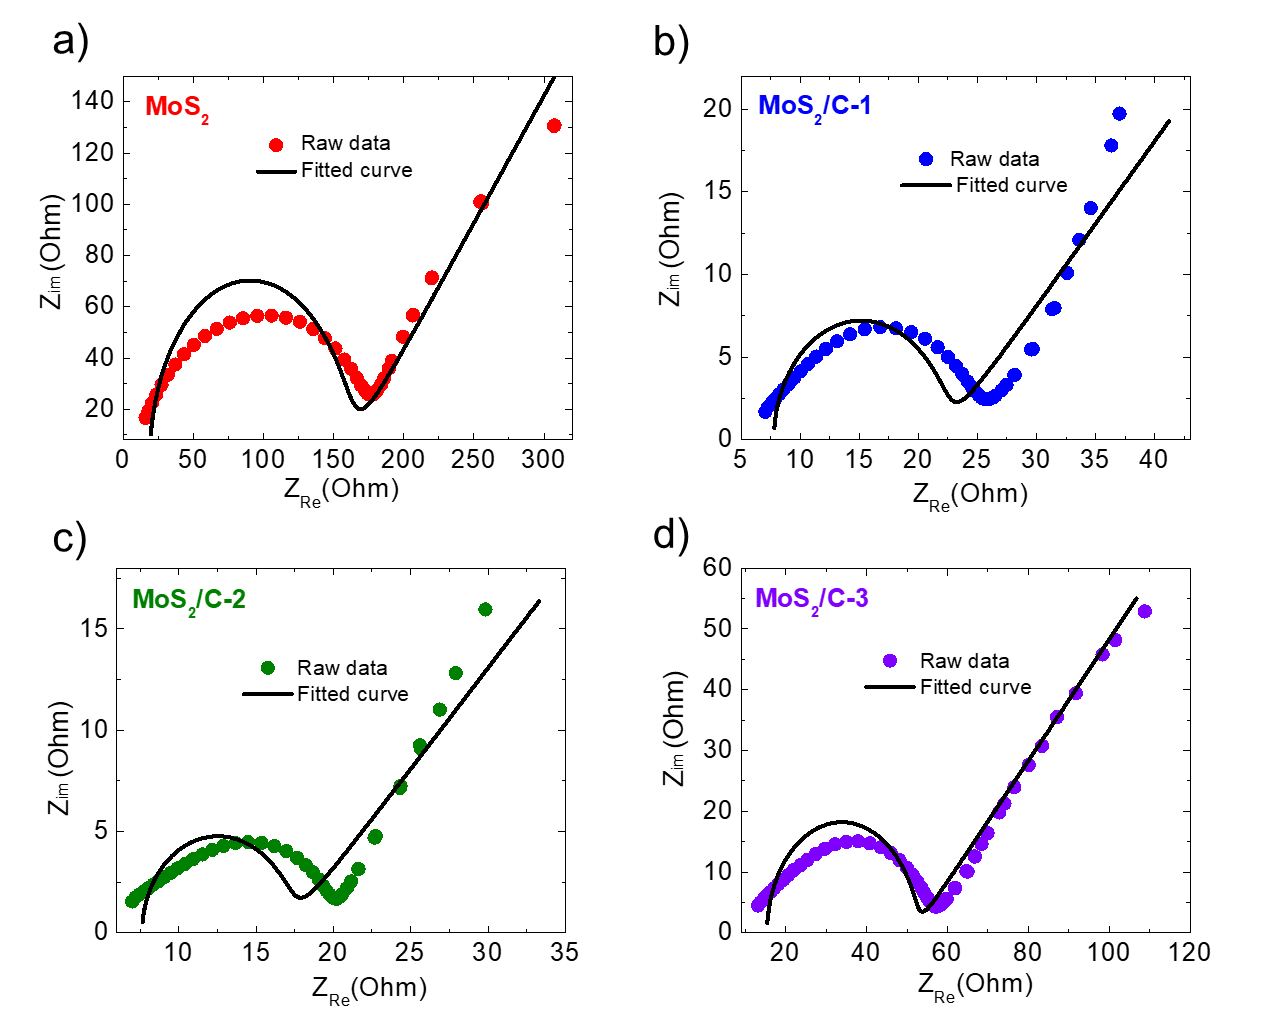 a)
MoS2
Raw data
Fitted curve
140
120
100
80
60
40
20
0 50 100 150 200 250 300
Zim (Ohm)
ZRe(Ohm)
b)
MoS2/C-1
Raw data
Fitted curve
20
15
10
5
0
5 10 15 20 25 30 35 40
Zim (Ohm)
ZRe(Ohm)
c)
MoS2/C-2
Raw data
Fitted curve
15
10
5
0
10 15 20 25 30 35
Zim (Ohm)
ZRe(Ohm)
d)
MoS2/C-3
Raw data
Fitted curve
60
50
40
30
20
10
0
20 40 60 80 100 120
Zim (Ohm)
ZRe(Ohm)